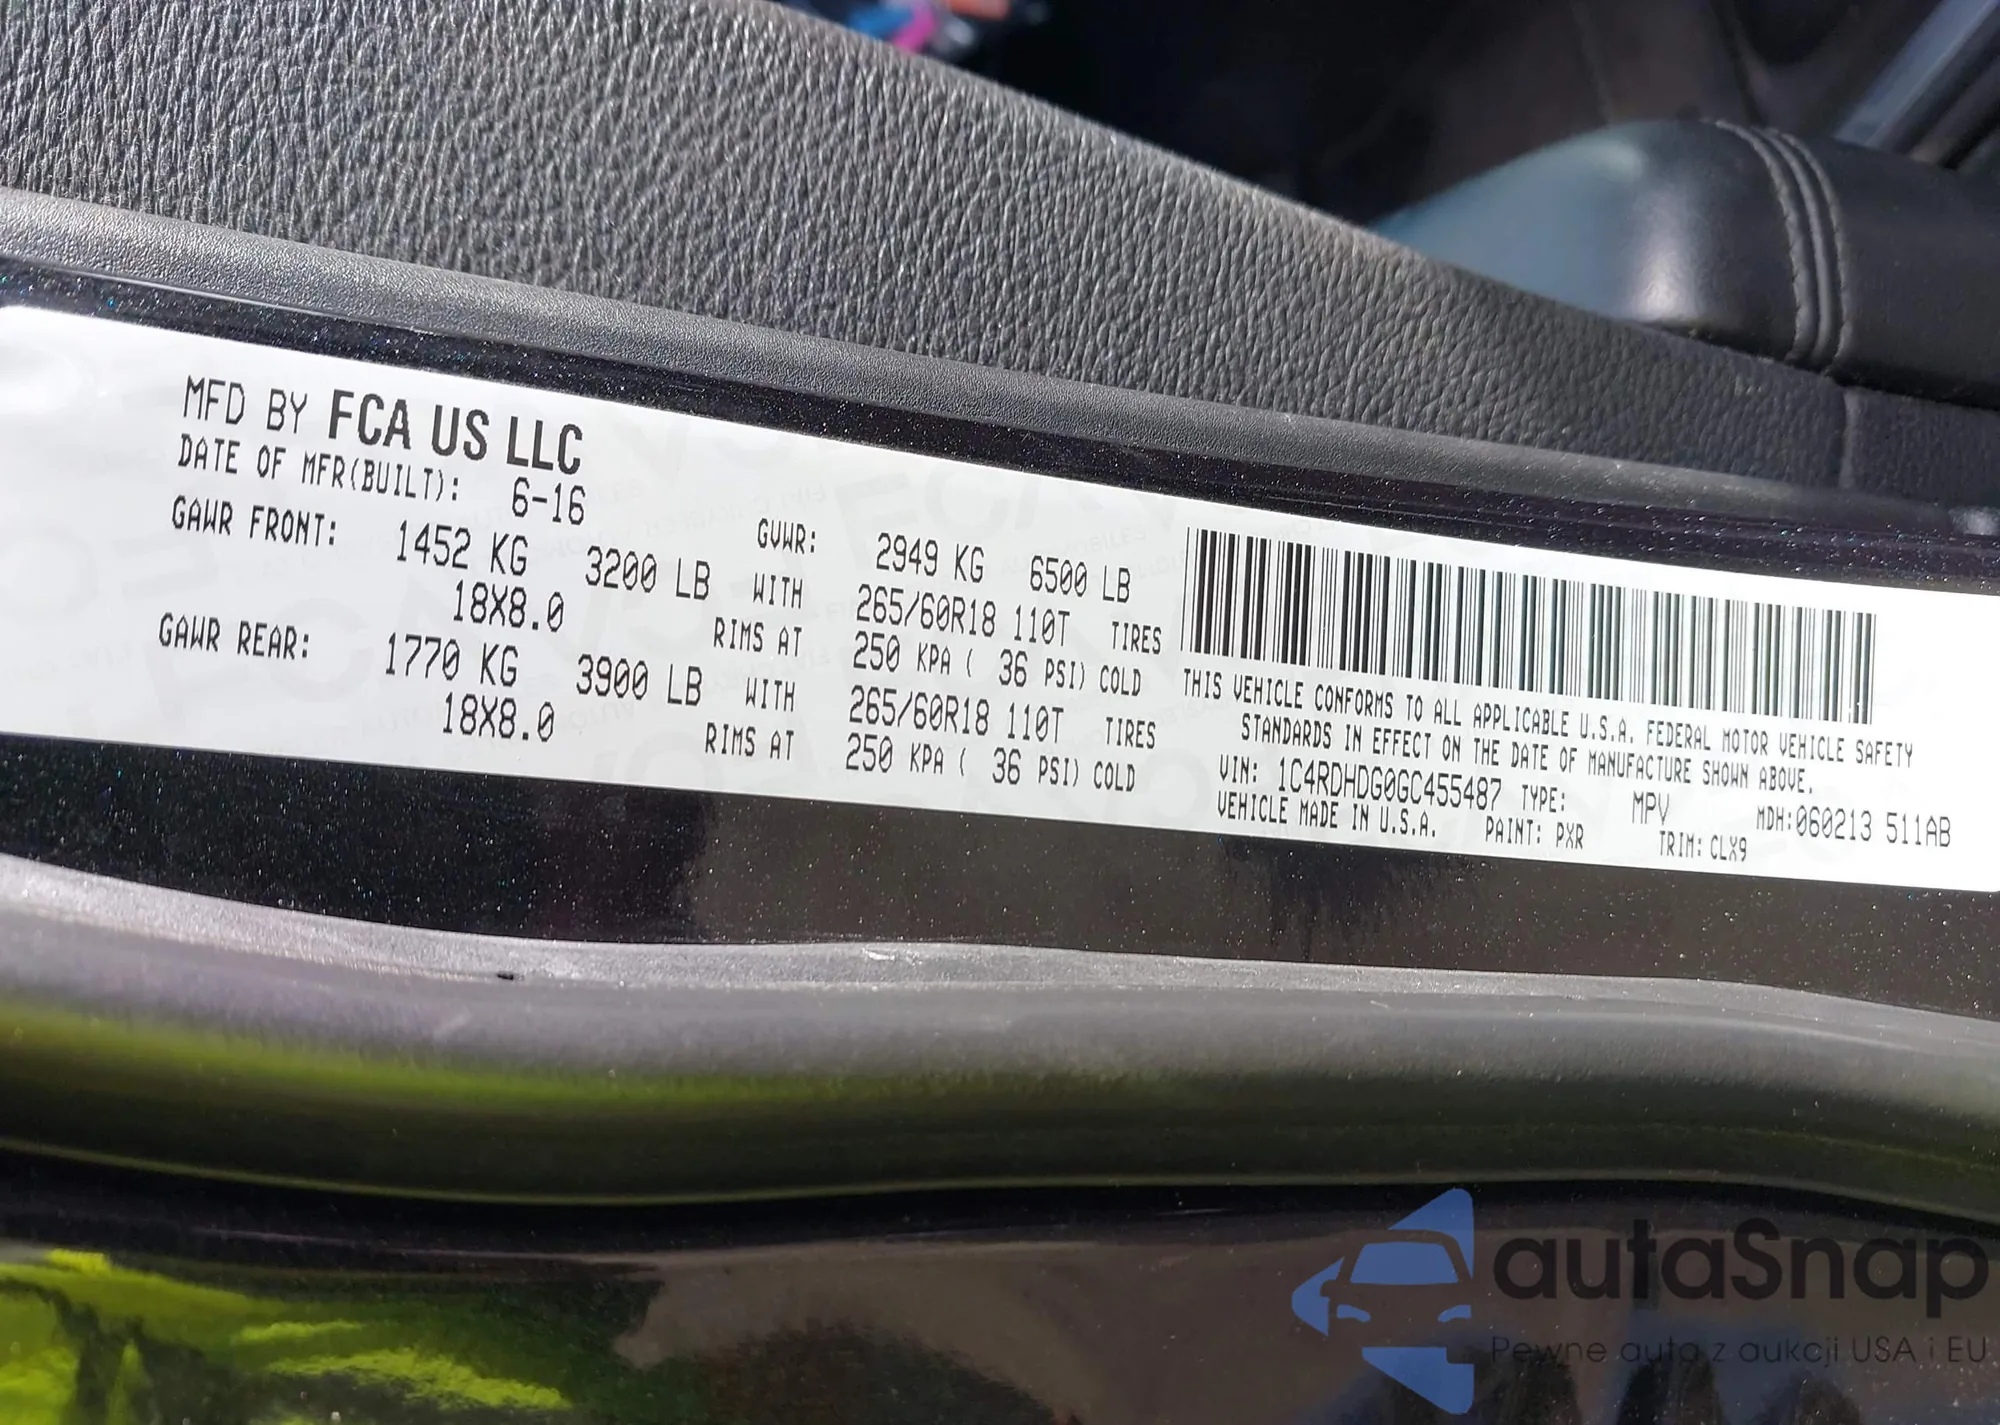 MFD BY FCA US LLC
DATE OF MFR(BUILT): 6-16
GAWR FRONT: 1452 KG 3200 LB WITH
18X8.0 RIMS AT
GAWR REAR: 1770 KG 3900 LB WITH
18X8.0 RIMS AT
GVWR: 2949 KG 6500 LB
265/60R18 110T TIRES
250 KPA ( 36 PSI) COLD
265/60R18 110T TIRES
250 KPA ( 36 PSI) COLD
THIS VEHICLE CONFORMS TO ALL APPLICABLE U.S.A. FEDERAL MOTOR VEHICLE SAFETY
STANDARDS IN EFFECT ON THE DATE OF MANUFACTURE SHOWN ABOVE.
VIN: 1C4RDHDG0GC455487 TYPE: MPV MDH:060213 511AB
VEHICLE MADE IN U.S.A. PAINT: PXR TRIM: CLX9
autaSnap
Pewne auta z aukcji USA i EU